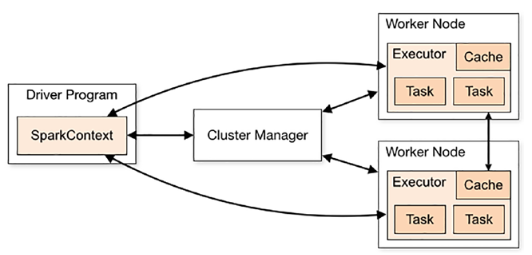 Driver Program
SparkContext
Cluster Manager
Worker Node
Executor
Cache
Task
Task
Worker Node
Executor
Cache
Task
Task